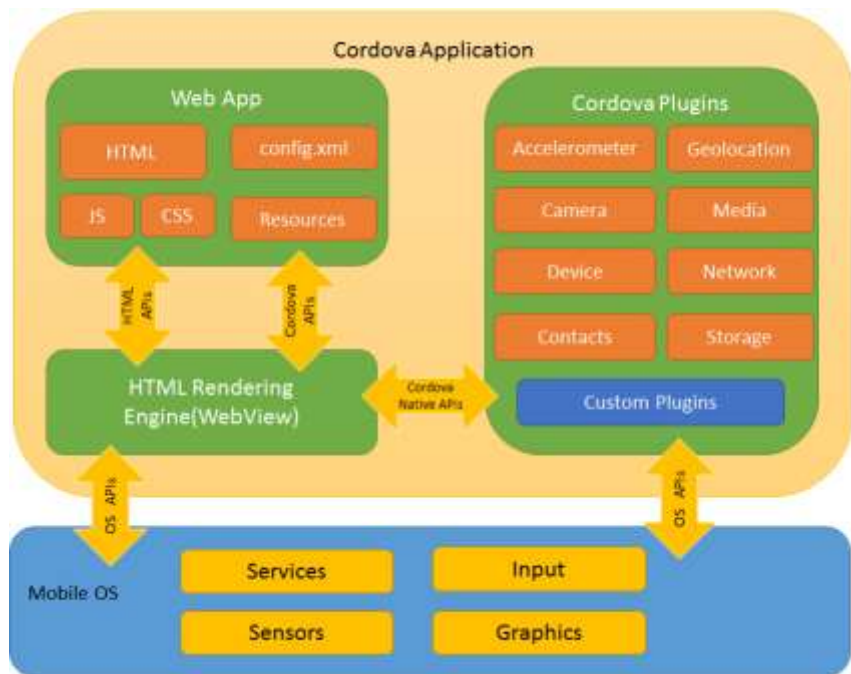 Cordova Application
Web App
HTML
config.xml
JS
CSS
Resources
HTML
APIs
Cordova
APIs
HTML Rendering
Engine(WebView)
Cordova
Native APIs
Cordova Plugins
Accelerometer
Geolocation
Camera
Media
Device
Network
Contacts
Storage
Custom Plugins
OS APIs
OS APIs
Mobile OS
Services
Input
Sensors
Graphics